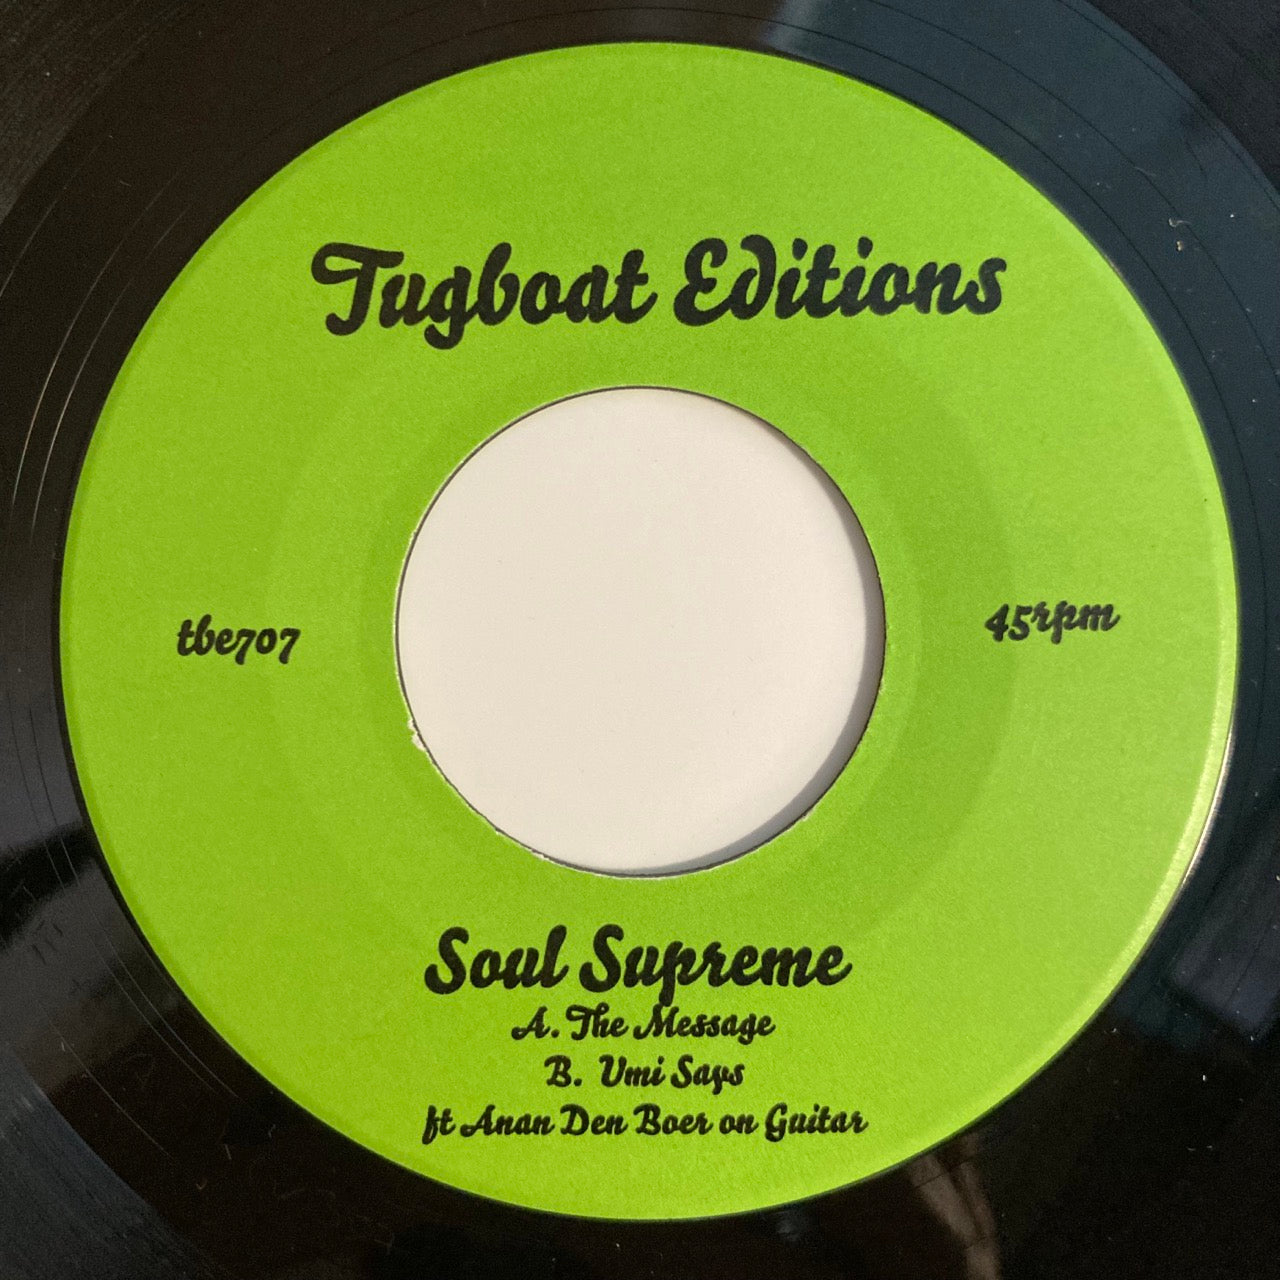 Tugboat Editions
tbe707
45rpm
Soul Supreme
A. The Message
B. Umi Says
ft Anan Den Boer on Guitar